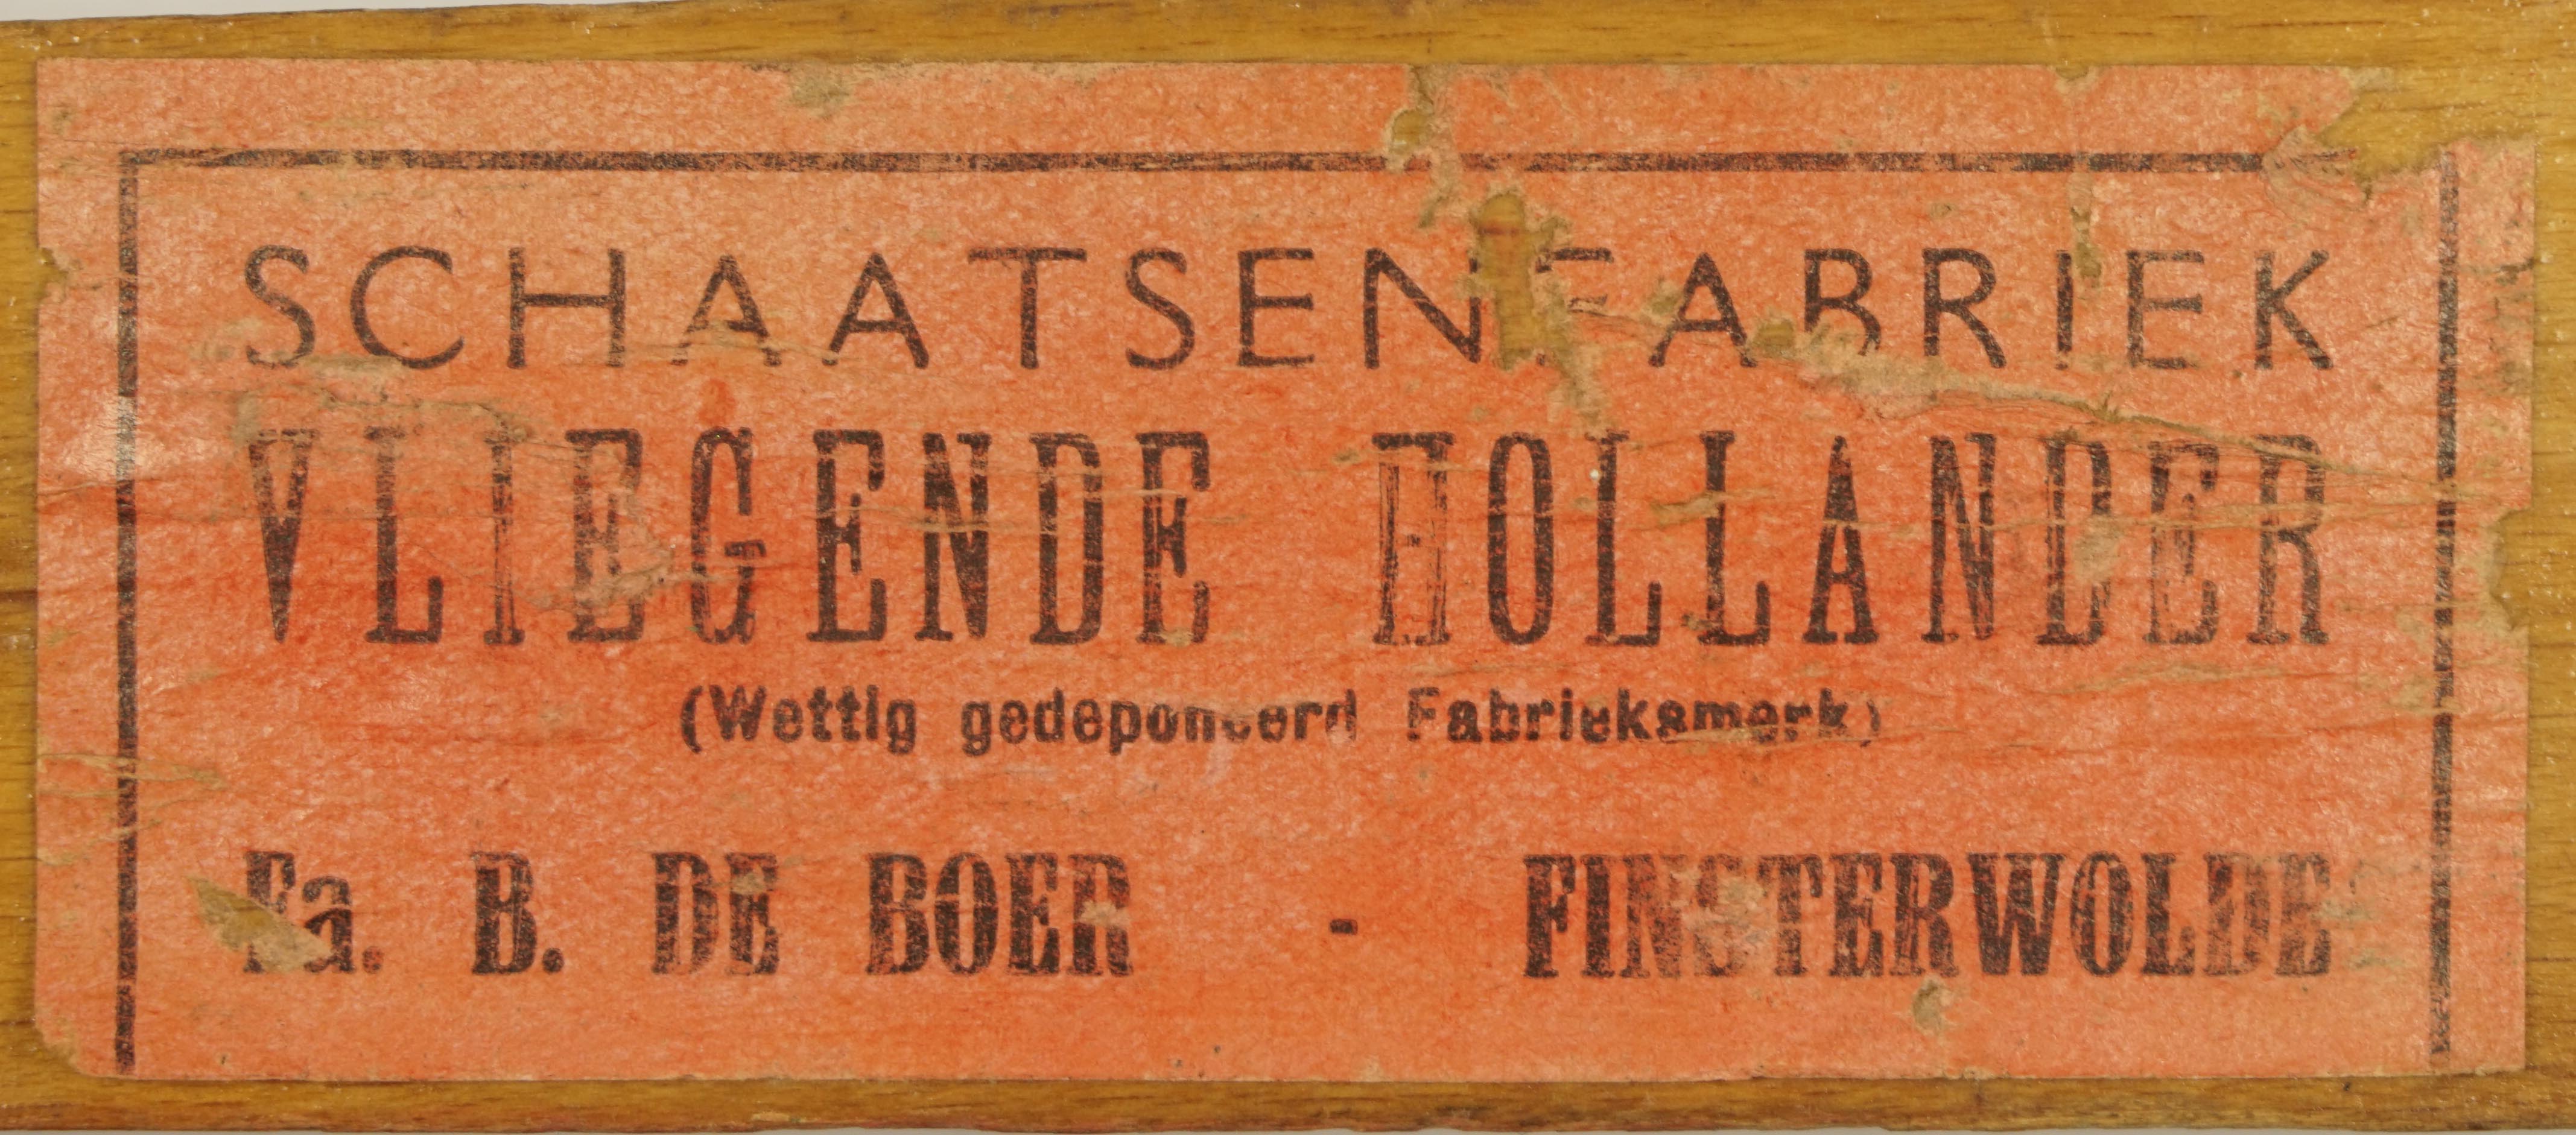 SCHAATSENFABRIEK
VLIEGENDE HOLLANDER
(Wettig gedeponeerd Fabrieksmerk)
Fa. B. DE BOER - FINSTERWOLDE